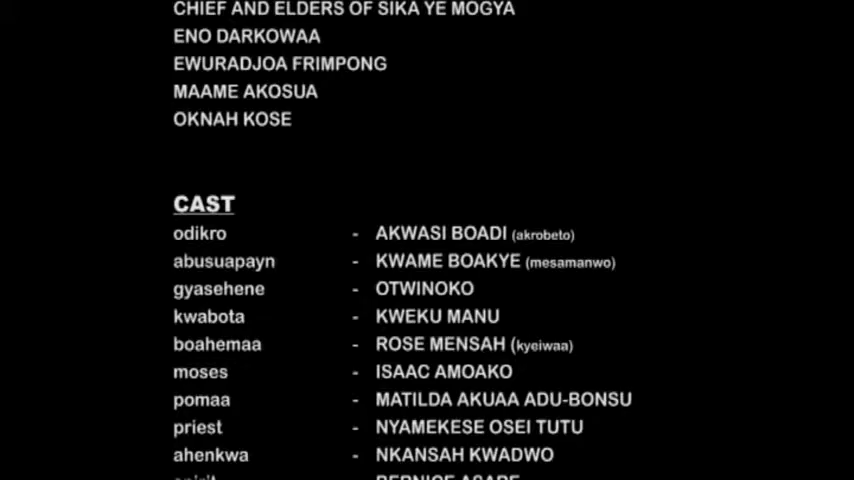 CHIEF AND ELDERS OF SIKA YE MOGYA
ENO DARKOWAA
EWURADJOA FRIMPONG
MAAME AKOSUA
OKNAH KOSE
CAST
odikro - AKWASI BOADI (akrobeto)
abusuapayn - KWAME BOAKYE (mesamanwo)
gyasehene - OTWINOKO
kwabota - KWEKU MANU
boahemaa - ROSE MENSAH (kyeiwaa)
moses - ISAAC AMOAKO
pomaa - MATILDA AKUAA ADU-BONSU
priest - NYAMEKESE OSEI TUTU
ahenkwa - NKANSAH KWADWO